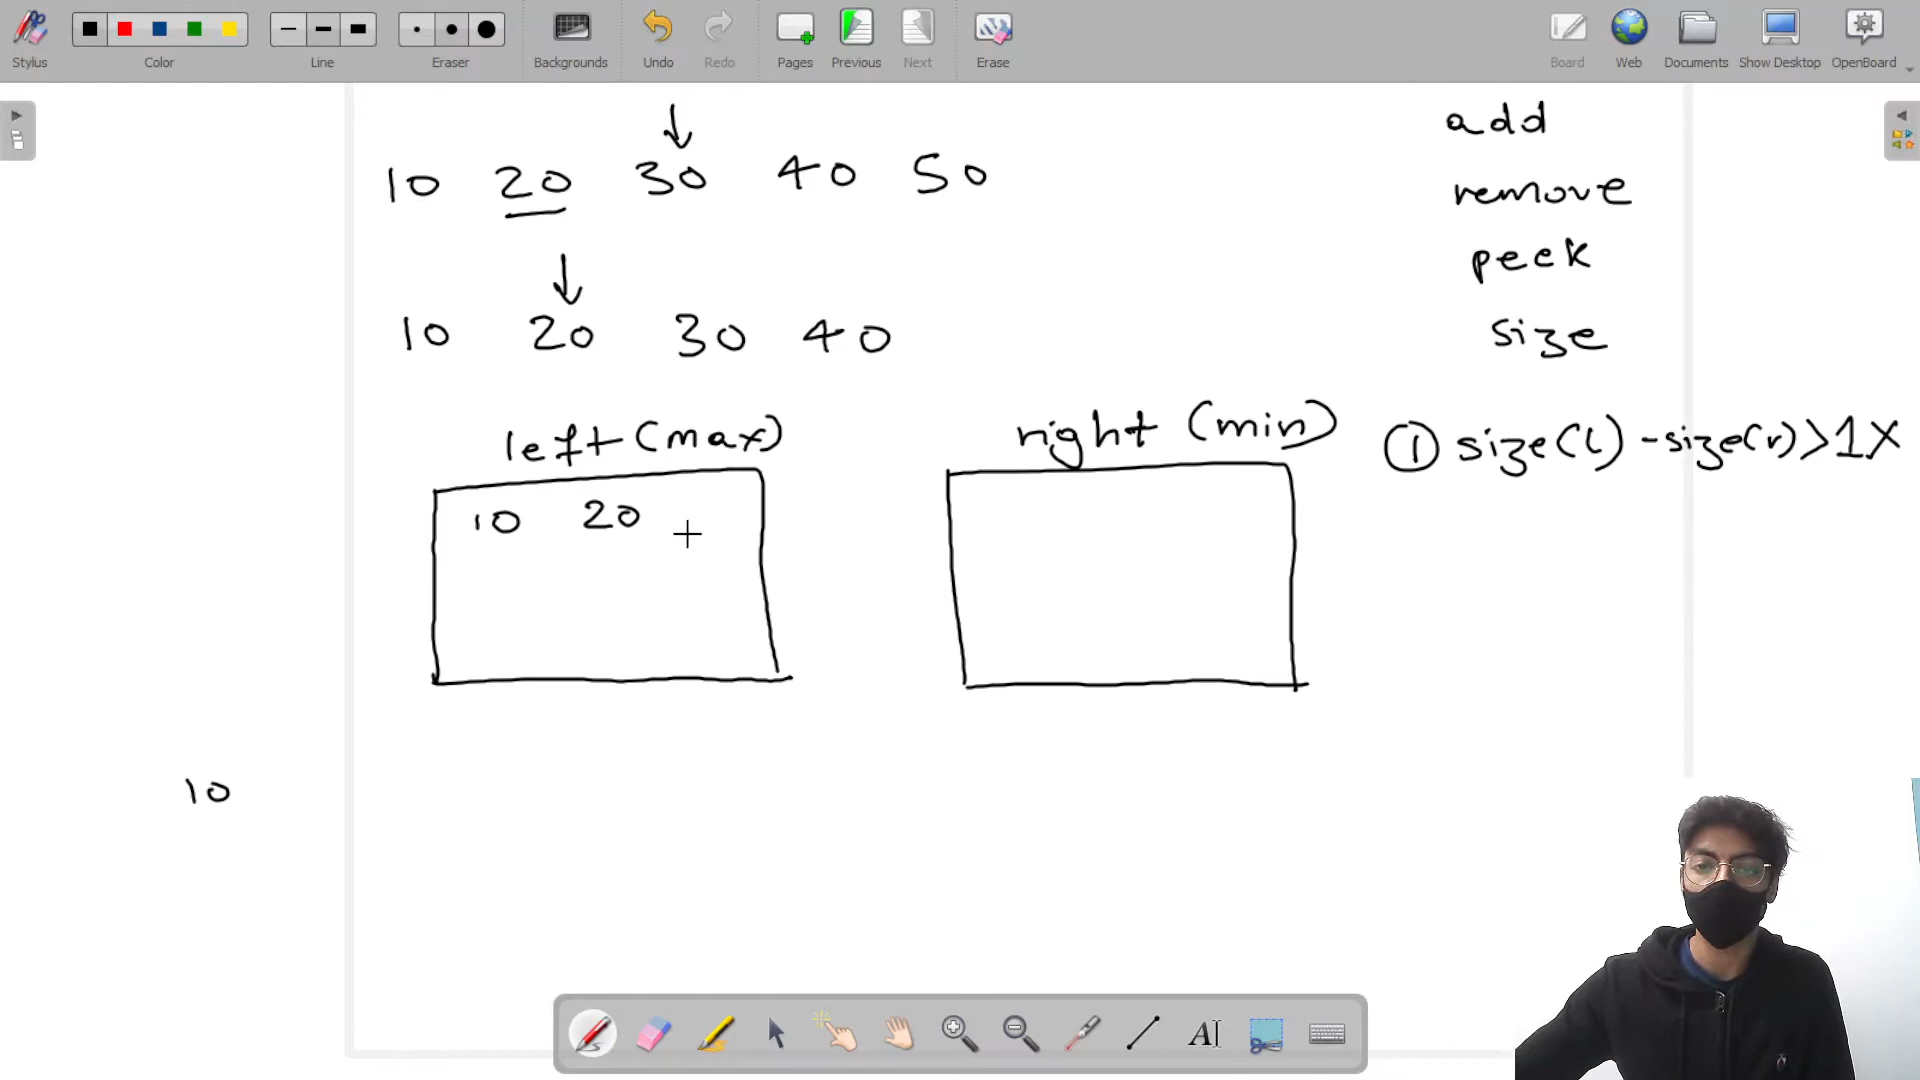 Stylus
Color
Line
Eraser
Backgrounds
Undo
Redo
Pages
Previous
Next
Erase
Board
Web
Documents
Show Desktop
OpenBoard
10 20 30 40 50
10 20 30 40
add
remove
peek
size
left (max)
right (min)
① size(l) - size(r) > 1 X
10 20
10